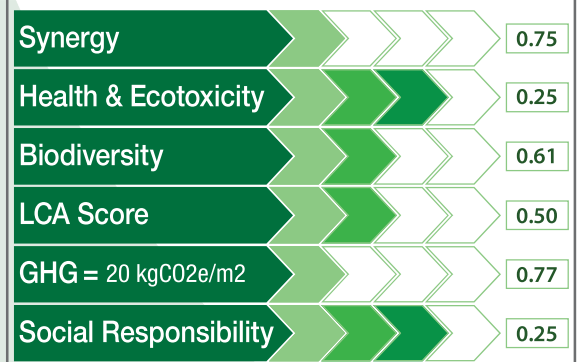 Synergy 0.75
Health & Ecotoxicity 0.25
Biodiversity 0.61
LCA Score 0.50
GHG = 20 kgCO2e/m2 0.77
Social Responsibility 0.25